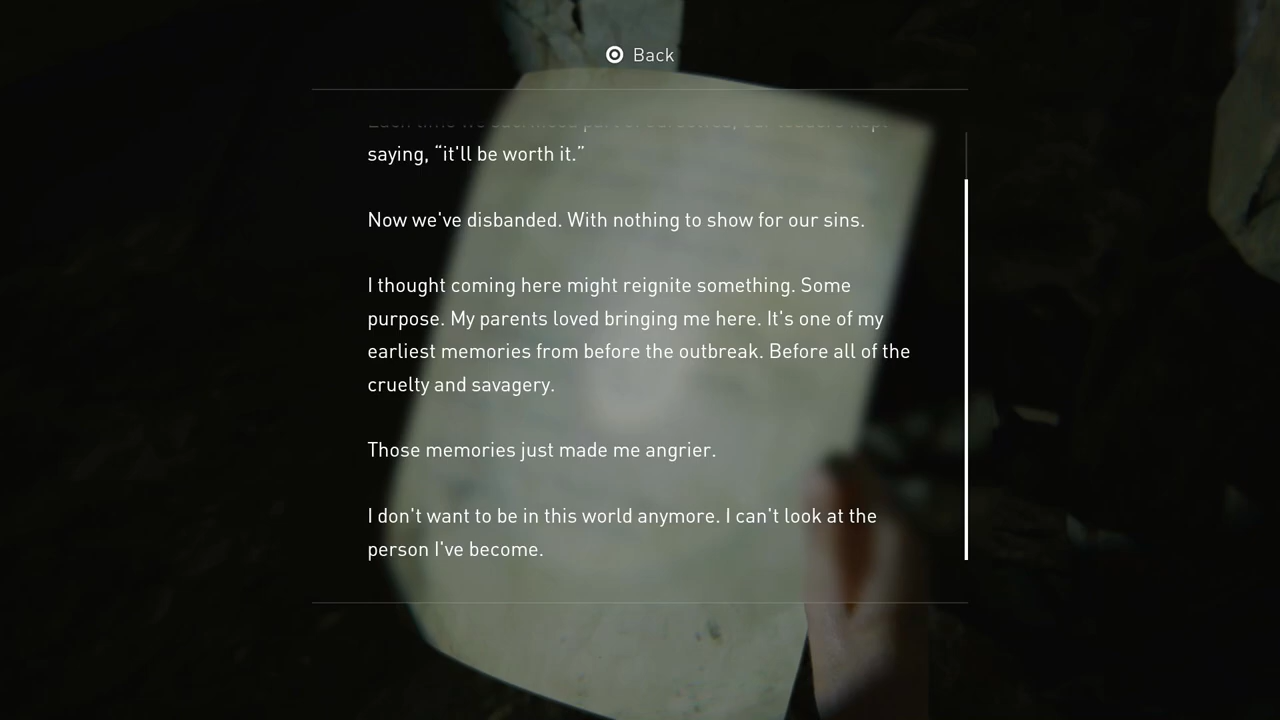 Back
saying, “it'll be worth it.”
Now we've disbanded. With nothing to show for our sins.
I thought coming here might reignite something. Some
purpose. My parents loved bringing me here. It's one of my
earliest memories from before the outbreak. Before all of the
cruelty and savagery.
Those memories just made me angrier.
I don't want to be in this world anymore. I can't look at the
person I've become.